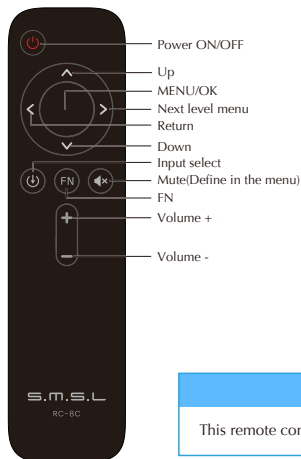 Power ON/OFF
Up
MENU/OK
Next level menu
Return
Down
Input select
Mute(Define in the menu)
FN
FN
Volume +
Volume -
S.M.S.L
RC-8C
This remote